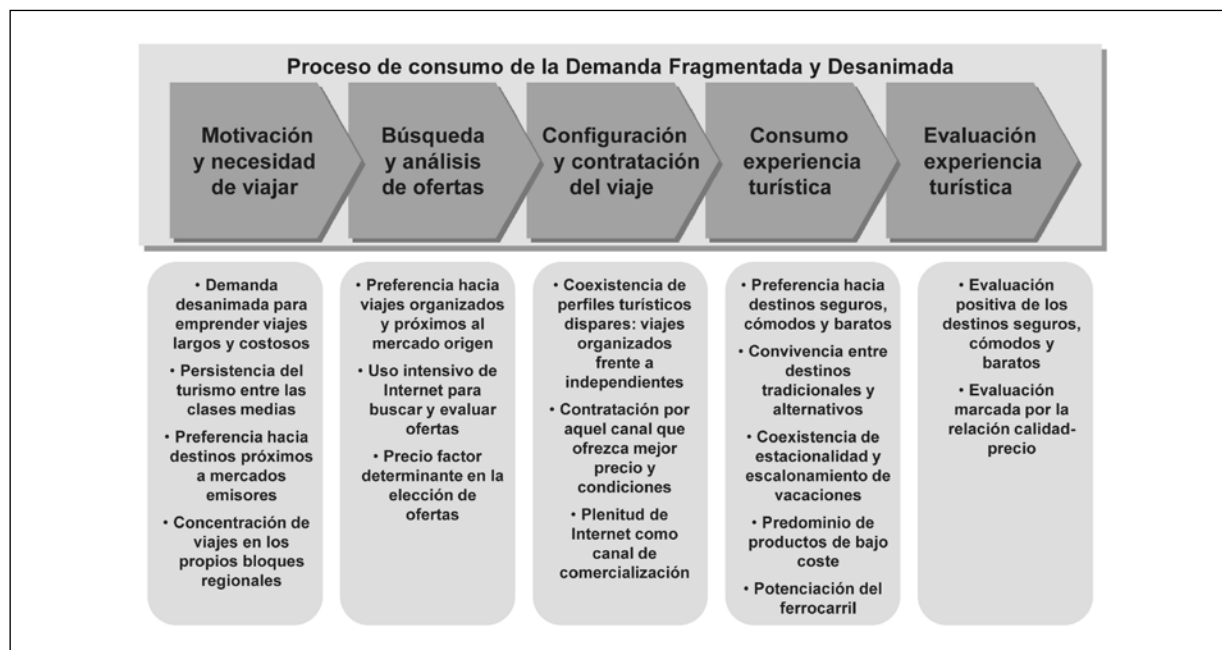 Proceso de consumo de la Demanda Fragmentada y Desanimada
Motivación
y necesidad
de viajar
Búsqueda
y análisis
de ofertas
Configuración
y contratación
del viaje
Consumo
experiencia
turística
Evaluación
experiencia
turística
• Demanda
desanimada para
emprender viajes
largos y costosos
• Persistencia del
turismo entre las
clases medias
• Preferencia hacia
destinos próximos
a mercados
emisores
• Concentración de
viajes en los
propios bloques
regionales
• Preferencia hacia
viajes organizados
y próximos al
mercado origen
• Uso intensivo de
Internet para
buscar y evaluar
ofertas
• Precio factor
determinante en la
elección de
ofertas
• Coexistencia de
perfiles turísticos
dispares: viajes
organizados
frente a
independientes
• Contratación por
aquel canal que
ofrezca mejor
precio y
condiciones
• Plenitud de
Internet como
canal de
comercialización
• Preferencia hacia
destinos seguros,
cómodos y baratos
• Convivencia entre
destinos
tradicionales y
alternativos
• Coexistencia de
estacionalidad y
escalonamiento de
vacaciones
• Predominio de
productos de bajo
coste
• Potenciación del
ferrocarril
• Evaluación
positiva de los
destinos seguros,
cómodos y
baratos
• Evaluación
marcada por la
relación calidad-
precio